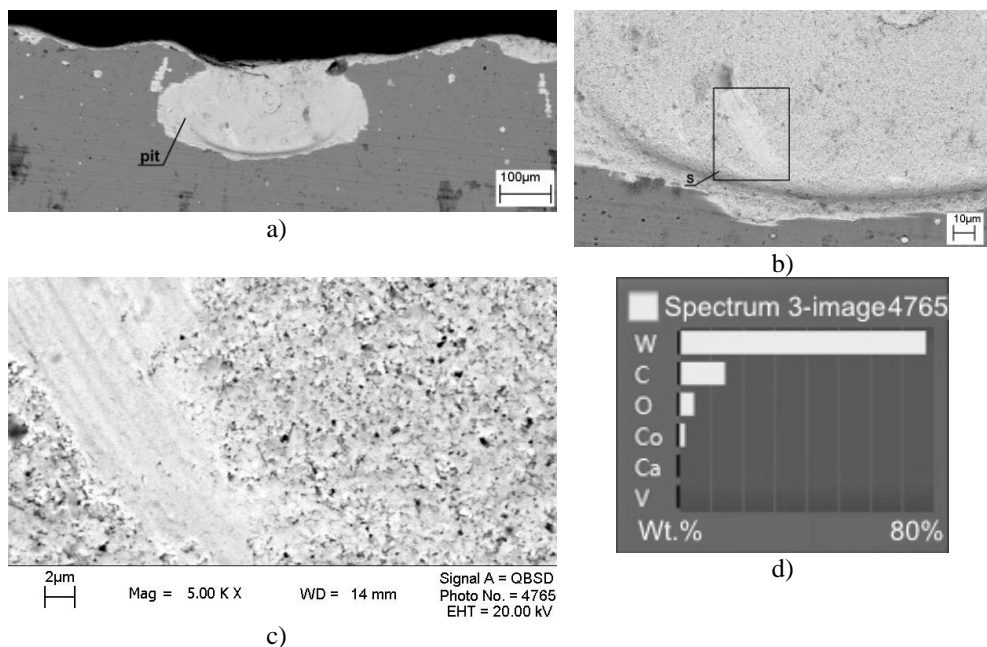 pit
100µm
a)
s
10µm
b)
2µm
Mag = 5.00 K X
WD = 14 mm
Signal A = QBSD
Photo No. = 4765
EHT = 20.00 kV
c)
Spectrum 3-image4765
W
C
O
Co
Ca
V
Wt.% 80%
d)